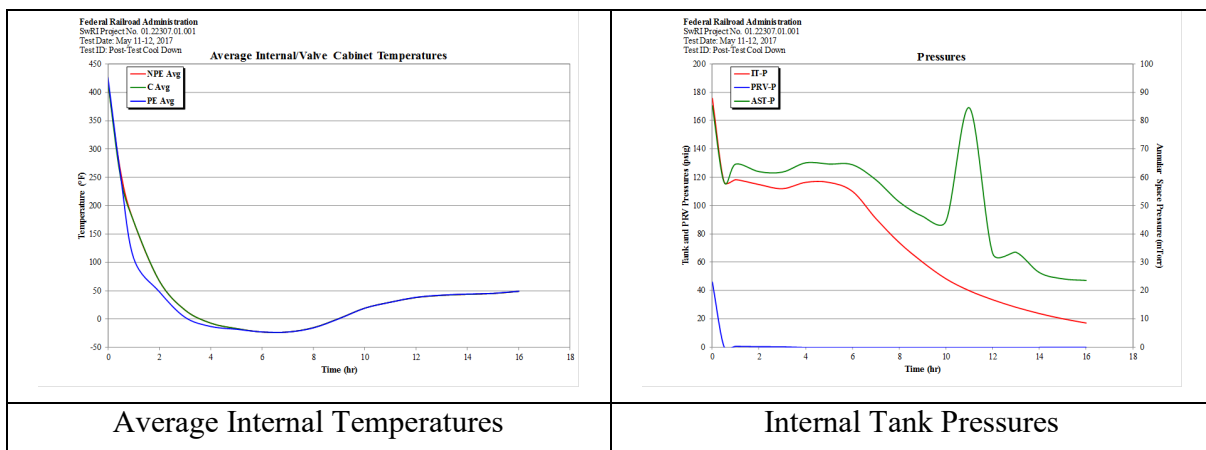 Federal Railroad Administration
SwRI Project No. 01.22307.01.001
Test Date: May 11-12, 2017
Test ID: Post-Test Cool Down
Average Internal/Valve Cabinet Temperatures
NPE Avg
C Avg
PE Avg
Temperature (°F)
450
400
350
300
250
200
150
100
50
0
-50
0 2 4 6 8 10 12 14 16 18
Time (hr)
Federal Railroad Administration
SwRI Project No. 01.22307.01.001
Test Date: May 11-12, 2017
Test ID: Post-Test Cool Down
Pressures
IT-P
PRV-P
AST-P
Tank and PRV Pressures (psig)
200
180
160
140
120
100
80
60
40
20
0
Annular Space Pressure (mTorr)
100
90
80
70
60
50
40
30
20
10
0
0 2 4 6 8 10 12 14 16 18
Time (hr)
Average Internal Temperatures
Internal Tank Pressures